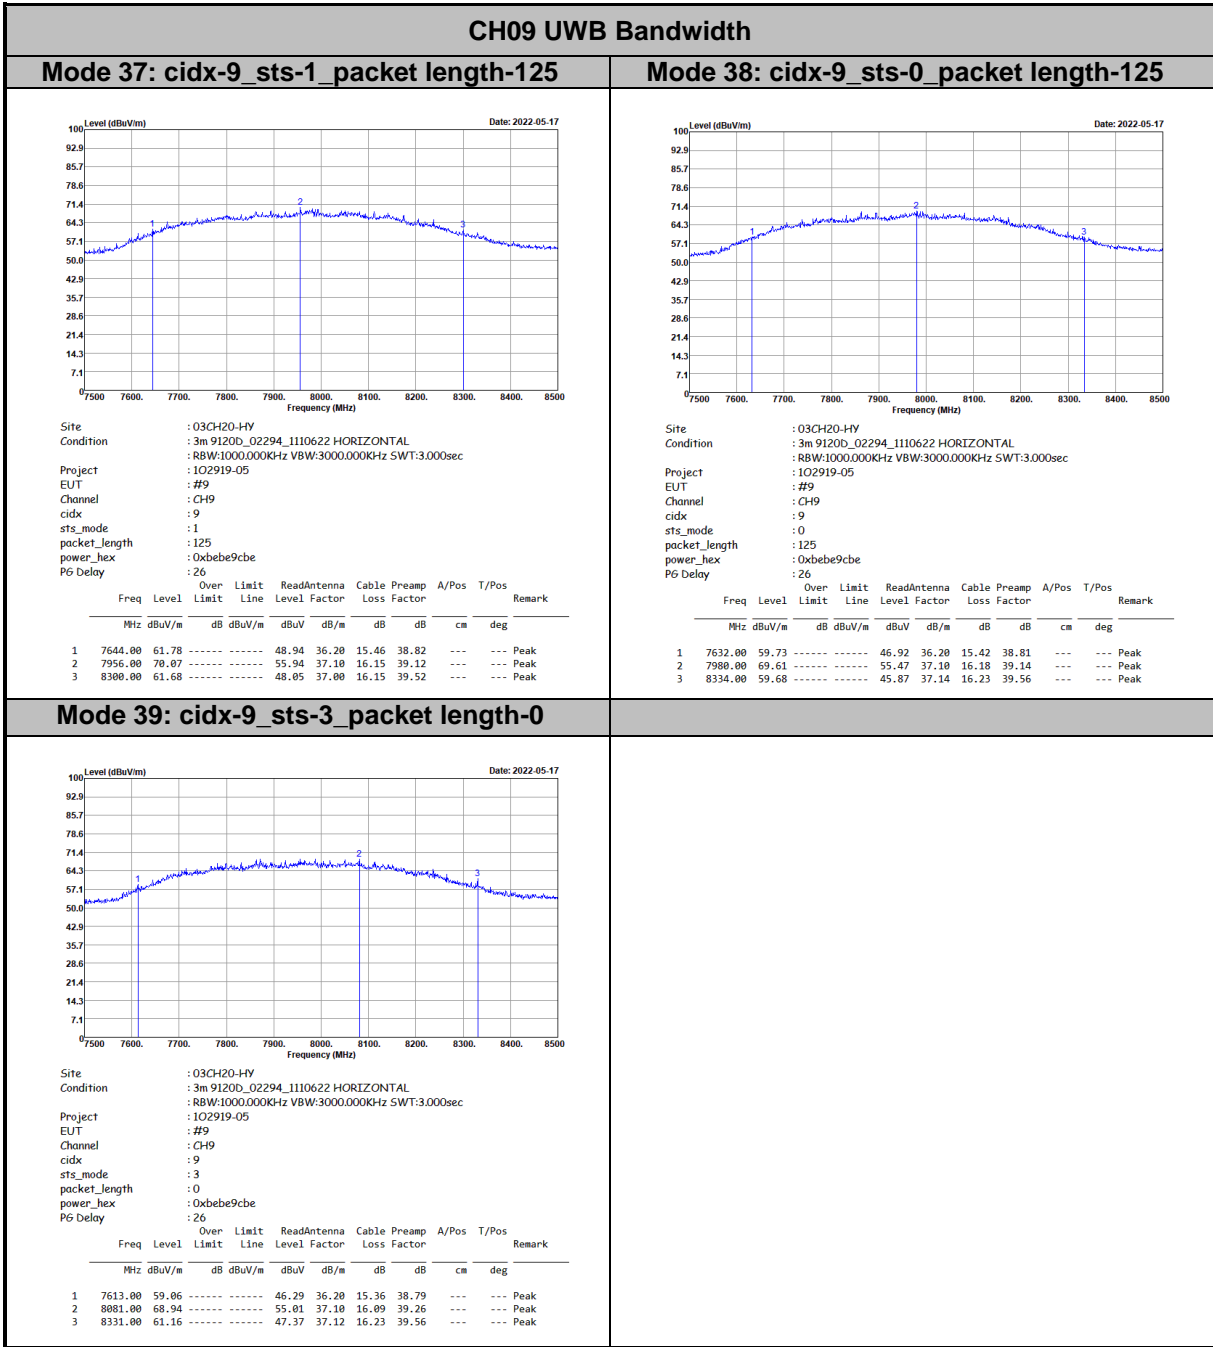 CH09 UWB Bandwidth
Mode 37: cidx-9_sts-1_packet length-125
Level (dBuV/m)
Date: 2022-05-17
100
92.9
85.7
78.6
71.4
64.3
57.1
50.0
42.9
35.7
28.6
21.4
14.3
7.1
0
1
2
3
7500 7600. 7700. 7800. 7900. 8000. 8100. 8200. 8300. 8400. 8500
Frequency (MHz)
Site : 03CH20-HY
Condition : 3m 9120D_02294_1110622 HORIZONTAL
: RBW:1000.000KHz VBW:3000.000KHz SWT:3.000sec
Project : 1O2919-05
EUT : #9
Channel : CH9
cidx : 9
sts_mode : 1
packet_length : 125
power_hex : 0xbebe9cbe
PG Delay : 26
Over Limit ReadAntenna Cable Preamp A/Pos T/Pos
Freq Level Limit Line Level Factor Loss Factor Remark
MHz dBuV/m dB dBuV/m dBuV dB/m dB dB cm deg
1 7644.00 61.78 ------ ------ 48.94 36.20 15.46 38.82 --- --- Peak
2 7956.00 70.07 ------ ------ 55.94 37.10 16.15 39.12 --- --- Peak
3 8300.00 61.68 ------ ------ 48.05 37.00 16.15 39.52 --- --- Peak
Mode 38: cidx-9_sts-0_packet length-125
Level (dBuV/m)
Date: 2022-05-17
100
92.9
85.7
78.6
71.4
64.3
57.1
50.0
42.9
35.7
28.6
21.4
14.3
7.1
0
1
2
3
7500 7600. 7700. 7800. 7900. 8000. 8100. 8200. 8300. 8400. 8500
Frequency (MHz)
Site : 03CH20-HY
Condition : 3m 9120D_02294_1110622 HORIZONTAL
: RBW:1000.000KHz VBW:3000.000KHz SWT:3.000sec
Project : 1O2919-05
EUT : #9
Channel : CH9
cidx : 9
sts_mode : 0
packet_length : 125
power_hex : 0xbebe9cbe
PG Delay : 26
Over Limit ReadAntenna Cable Preamp A/Pos T/Pos
Freq Level Limit Line Level Factor Loss Factor Remark
MHz dBuV/m dB dBuV/m dBuV dB/m dB dB cm deg
1 7632.00 59.73 ------ ------ 46.92 36.20 15.42 38.81 --- --- Peak
2 7980.00 69.61 ------ ------ 55.47 37.10 16.18 39.14 --- --- Peak
3 8334.00 59.68 ------ ------ 45.87 37.14 16.23 39.56 --- --- Peak
Mode 39: cidx-9_sts-3_packet length-0
Level (dBuV/m)
Date: 2022-05-17
100
92.9
85.7
78.6
71.4
64.3
57.1
50.0
42.9
35.7
28.6
21.4
14.3
7.1
0
1
2
3
7500 7600. 7700. 7800. 7900. 8000. 8100. 8200. 8300. 8400. 8500
Frequency (MHz)
Site : 03CH20-HY
Condition : 3m 9120D_02294_1110622 HORIZONTAL
: RBW:1000.000KHz VBW:3000.000KHz SWT:3.000sec
Project : 1O2919-05
EUT : #9
Channel : CH9
cidx : 9
sts_mode : 3
packet_length : 0
power_hex : 0xbebe9cbe
PG Delay : 26
Over Limit ReadAntenna Cable Preamp A/Pos T/Pos
Freq Level Limit Line Level Factor Loss Factor Remark
MHz dBuV/m dB dBuV/m dBuV dB/m dB dB cm deg
1 7613.00 59.06 ------ ------ 46.29 36.20 15.36 38.79 --- --- Peak
2 8081.00 68.94 ------ ------ 55.01 37.10 16.09 39.26 --- --- Peak
3 8331.00 61.16 ------ ------ 47.37 37.12 16.23 39.56 --- --- Peak